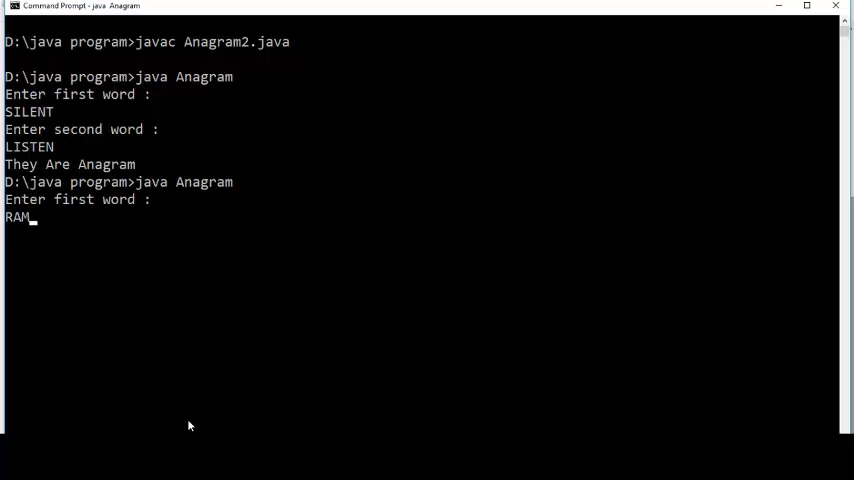 Command Prompt - java Anagram
D:\java program>javac Anagram2.java
D:\java program>java Anagram
Enter first word :
SILENT
Enter second word :
LISTEN
They Are Anagram
D:\java program>java Anagram
Enter first word :
RAM